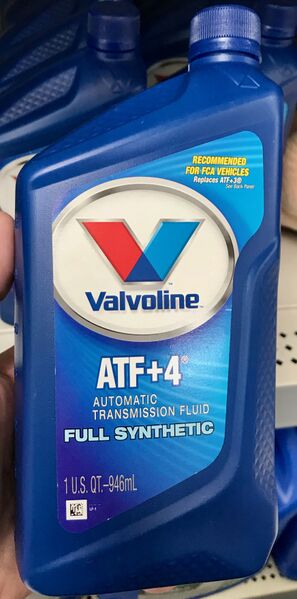 RECOMMENDED
FOR FCA VEHICLES
Replaces ATF+3®
See Back Panel
Valvoline™
ATF+4®
AUTOMATIC
TRANSMISSION FLUID
FULL SYNTHETIC
1 U.S. QT.–946mL